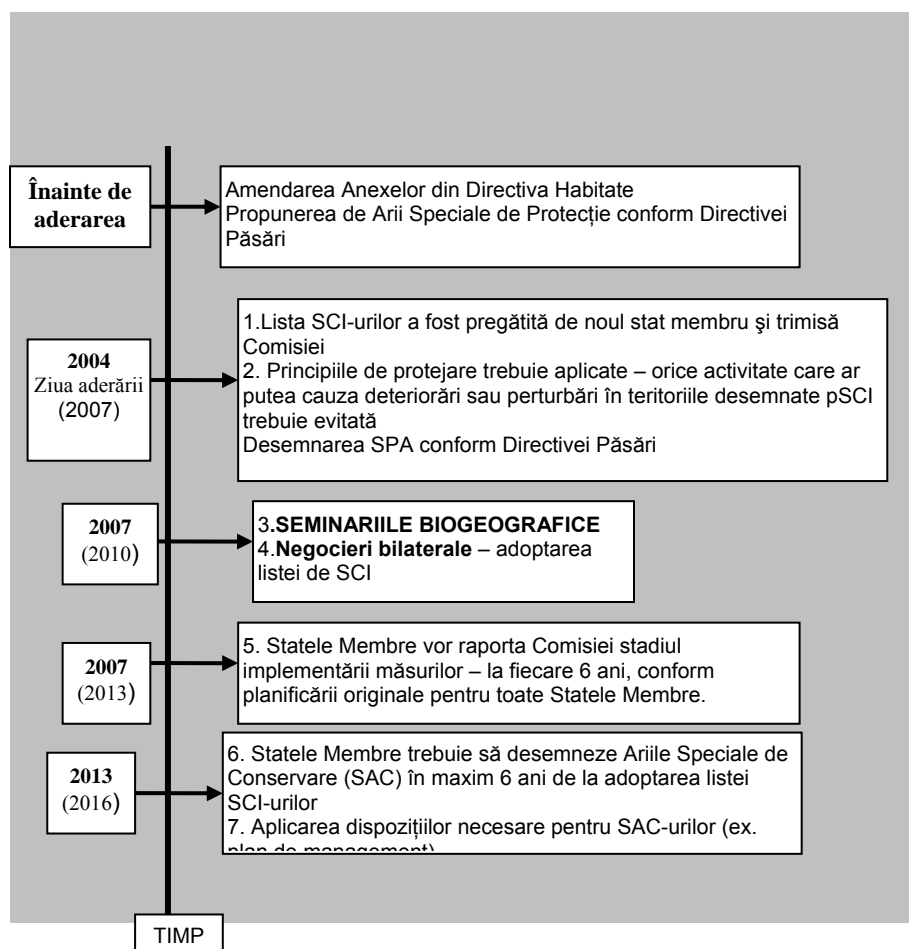 Înainte de
aderarea
Amendarea Anexelor din Directiva Habitate
Propunerea de Arii Speciale de Protecție conform Directivei
Păsări
2004
Ziua aderării
(2007)
1.Lista SCI-urilor a fost pregătită de noul stat membru şi trimisă
Comisiei
2. Principiile de protejare trebuie aplicate – orice activitate care ar
putea cauza deteriorări sau perturbări în teritoriile desemnate pSCI
trebuie evitată
Desemnarea SPA conform Directivei Păsări
2007
(2010)
3.SEMINARIILE BIOGEOGRAFICE
4.Negocieri bilaterale – adoptarea
listei de SCI
2007
(2013)
5. Statele Membre vor raporta Comisiei stadiul
implementării măsurilor – la fiecare 6 ani, conform
planificării originale pentru toate Statele Membre.
2013
(2016)
6. Statele Membre trebuie să desemneze Ariile Speciale de
Conservare (SAC) în maxim 6 ani de la adoptarea listei
SCI-urilor
7. Aplicarea dispozițiilor necesare pentru SAC-urilor (ex.
plan de management)
TIMP